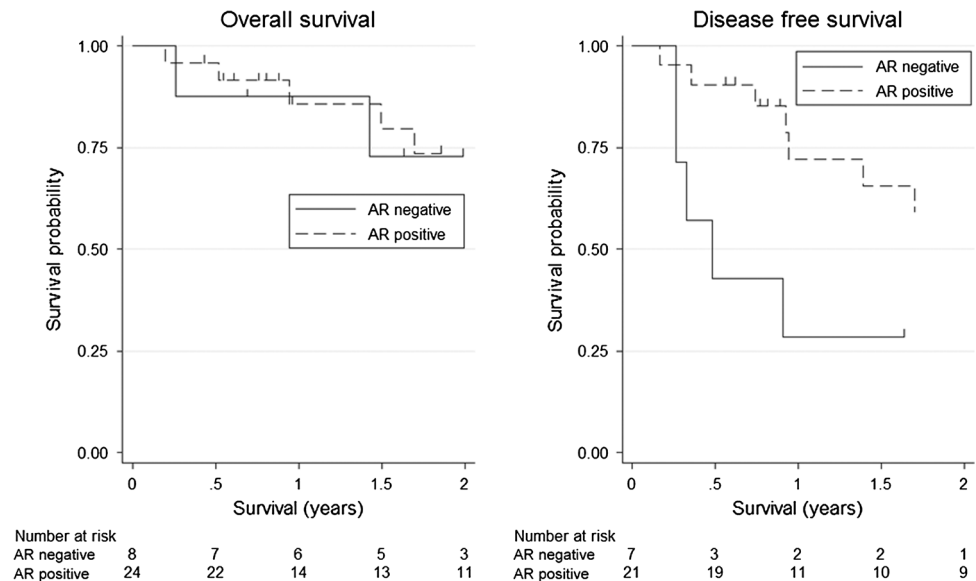 Overall survival
1.00
0.75
0.50
0.25
0.00
Survival probability
AR negative
AR positive
0 .5 1 1.5 2
Survival (years)
Number at risk
AR negative 8 7 6 5 3
AR positive 24 22 14 13 11
Disease free survival
1.00
0.75
0.50
0.25
0.00
Survival probability
AR negative
AR positive
0 .5 1 1.5 2
Survival (years)
Number at risk
AR negative 7 3 2 2 1
AR positive 21 19 11 10 9